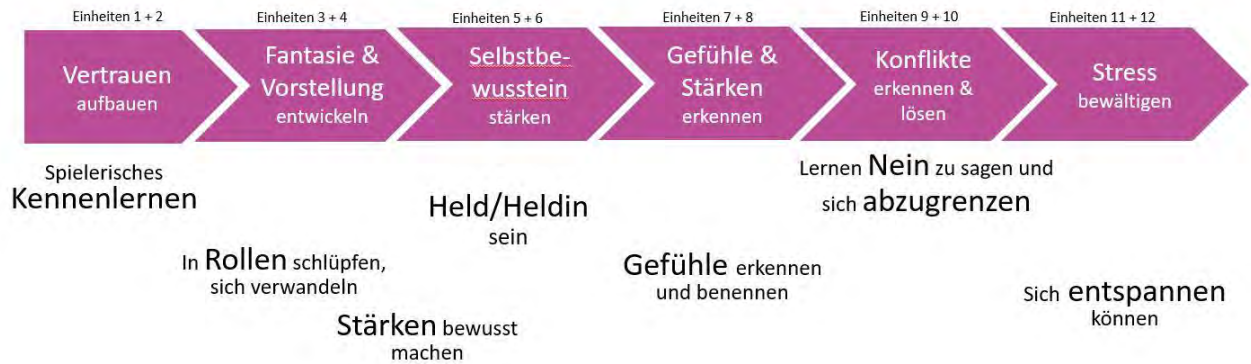 Einheiten 1 + 2
Einheiten 3 + 4
Einheiten 5 + 6
Einheiten 7 + 8
Einheiten 9 + 10
Einheiten 11 + 12
Vertrauen
aufbauen
Fantasie &
Vorstellung
entwickeln
Selbstbe-
wusstein
stärken
Gefühle &
Stärken
erkennen
Konflikte
erkennen &
lösen
Stress
bewältigen
Spielerisches
Kennenlernen
In Rollen schlüpfen,
sich verwandeln
Stärken bewusst
machen
Held/Heldin
sein
Gefühle erkennen
und benennen
Lernen Nein zu sagen und
sich abzugrenzen
Sich entspannen
können